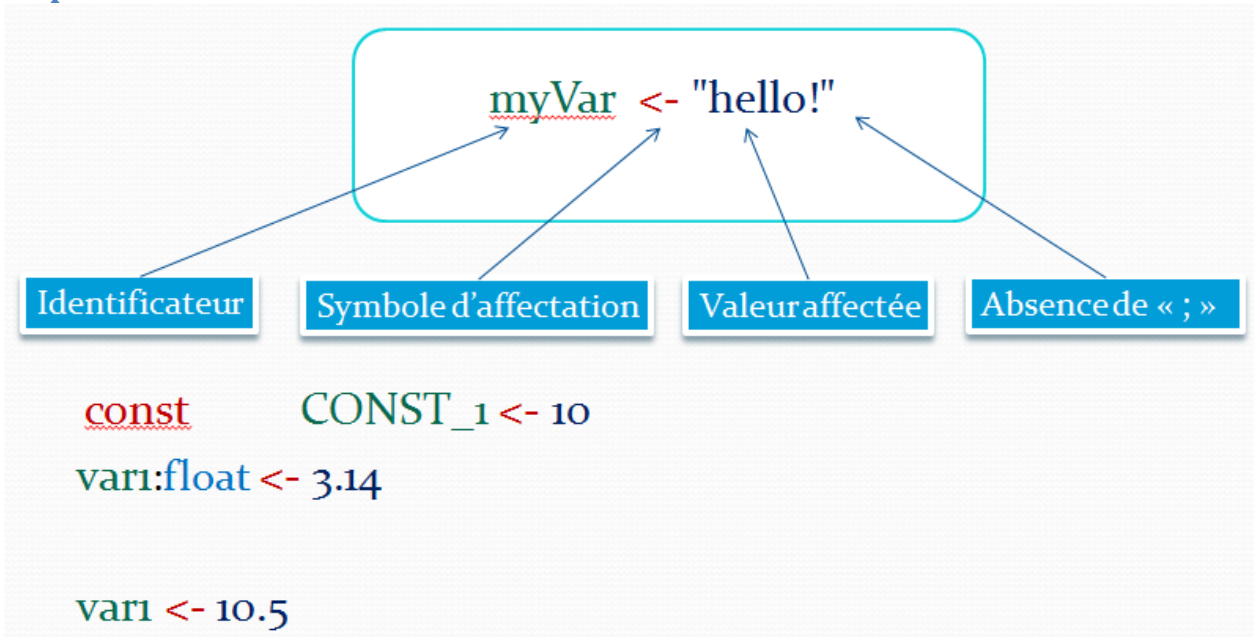 myVar <- "hello!"
Identificateur Symbole d'affectation Valeur affectée Absence de « ; »
const CONST_1 <- 10
var1:float <- 3.14
var1 <- 10.5